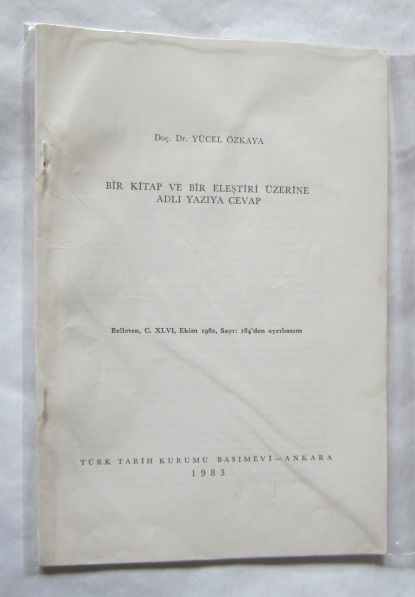 Doç. Dr. YÜCEL ÖZKAYA
BİR KİTAP VE BİR ELEŞTİRİ ÜZERİNE
ADLI YAZIYA CEVAP
Belleten, C. XLVI, Ekim 1982, Sayı: 184'den ayrıbasım
TÜRK TARİH KURUMU BASIMEVİ — ANKARA
1983